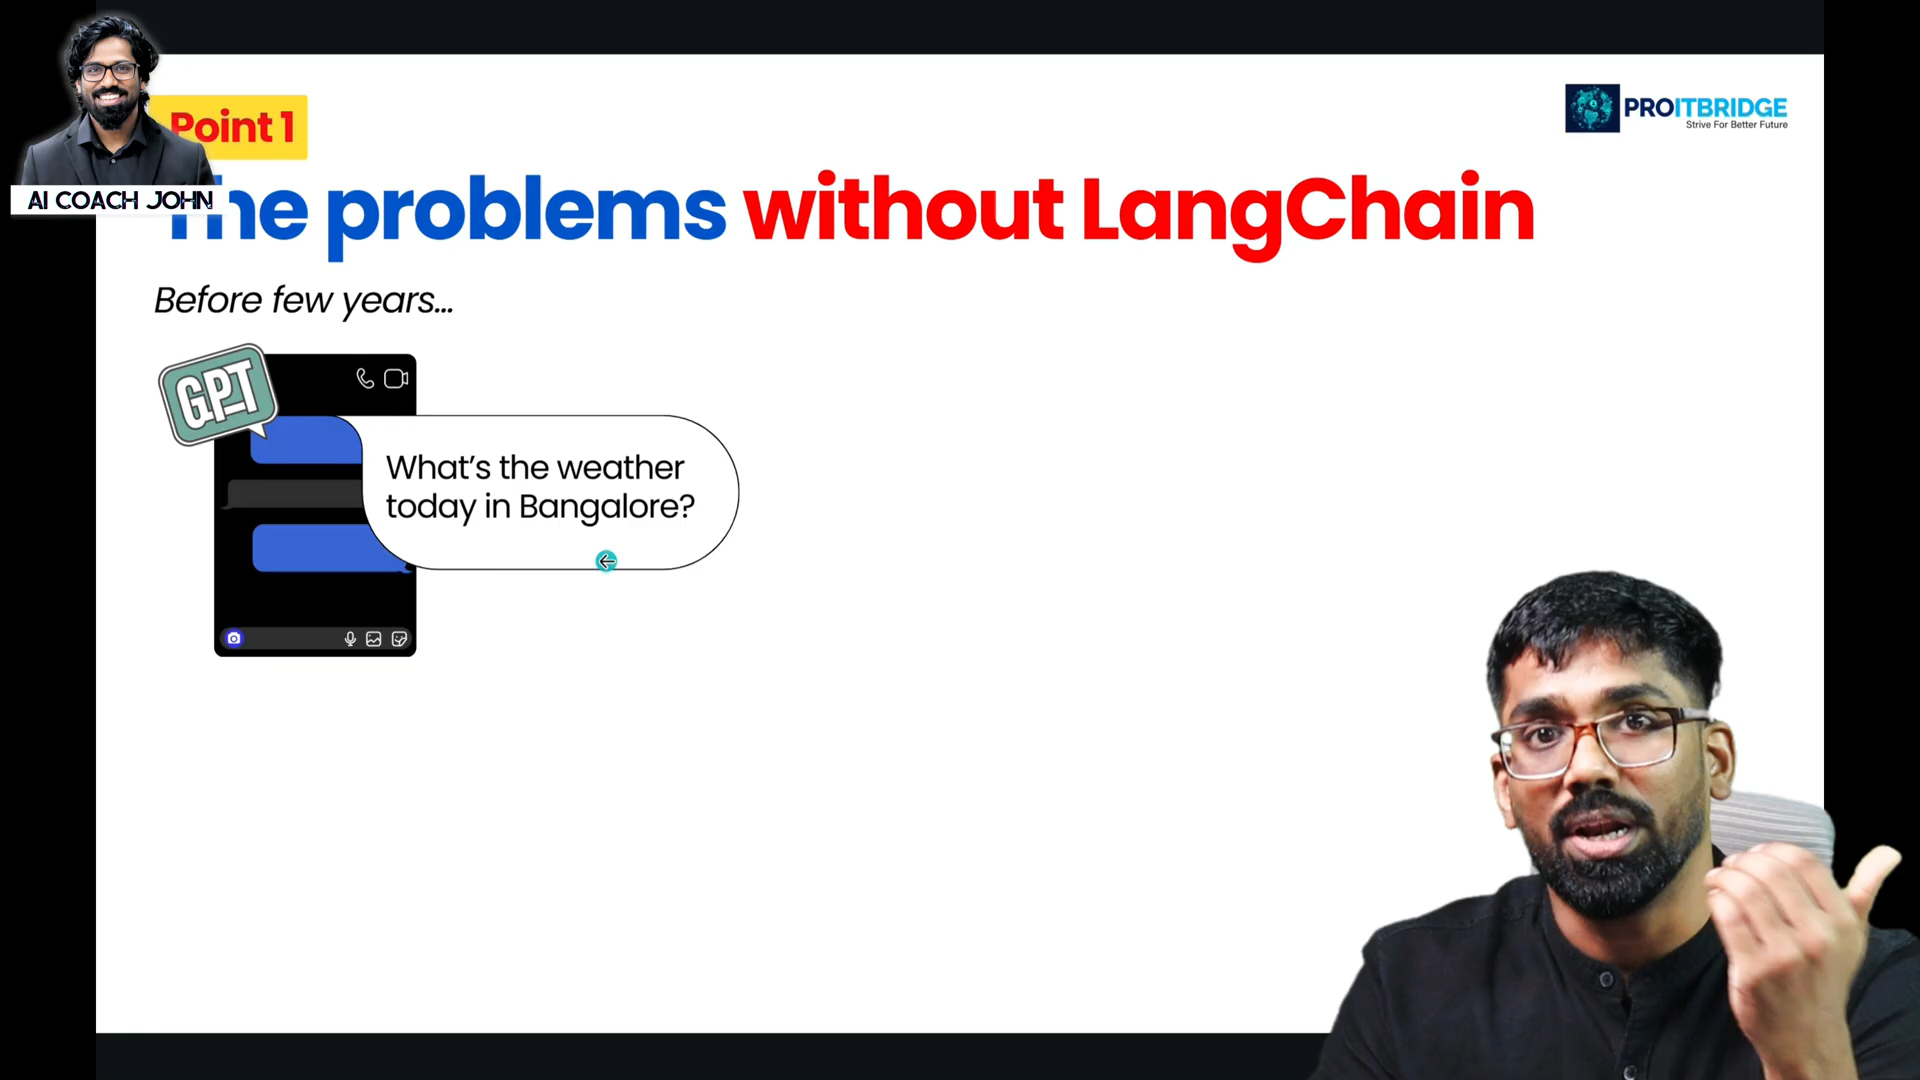 Point 1
PROITBRIDGE
Strive For Better Future
AI COACH JOHN
The problems without LangChain
Before few years...
GPT
What's the weather
today in Bangalore?